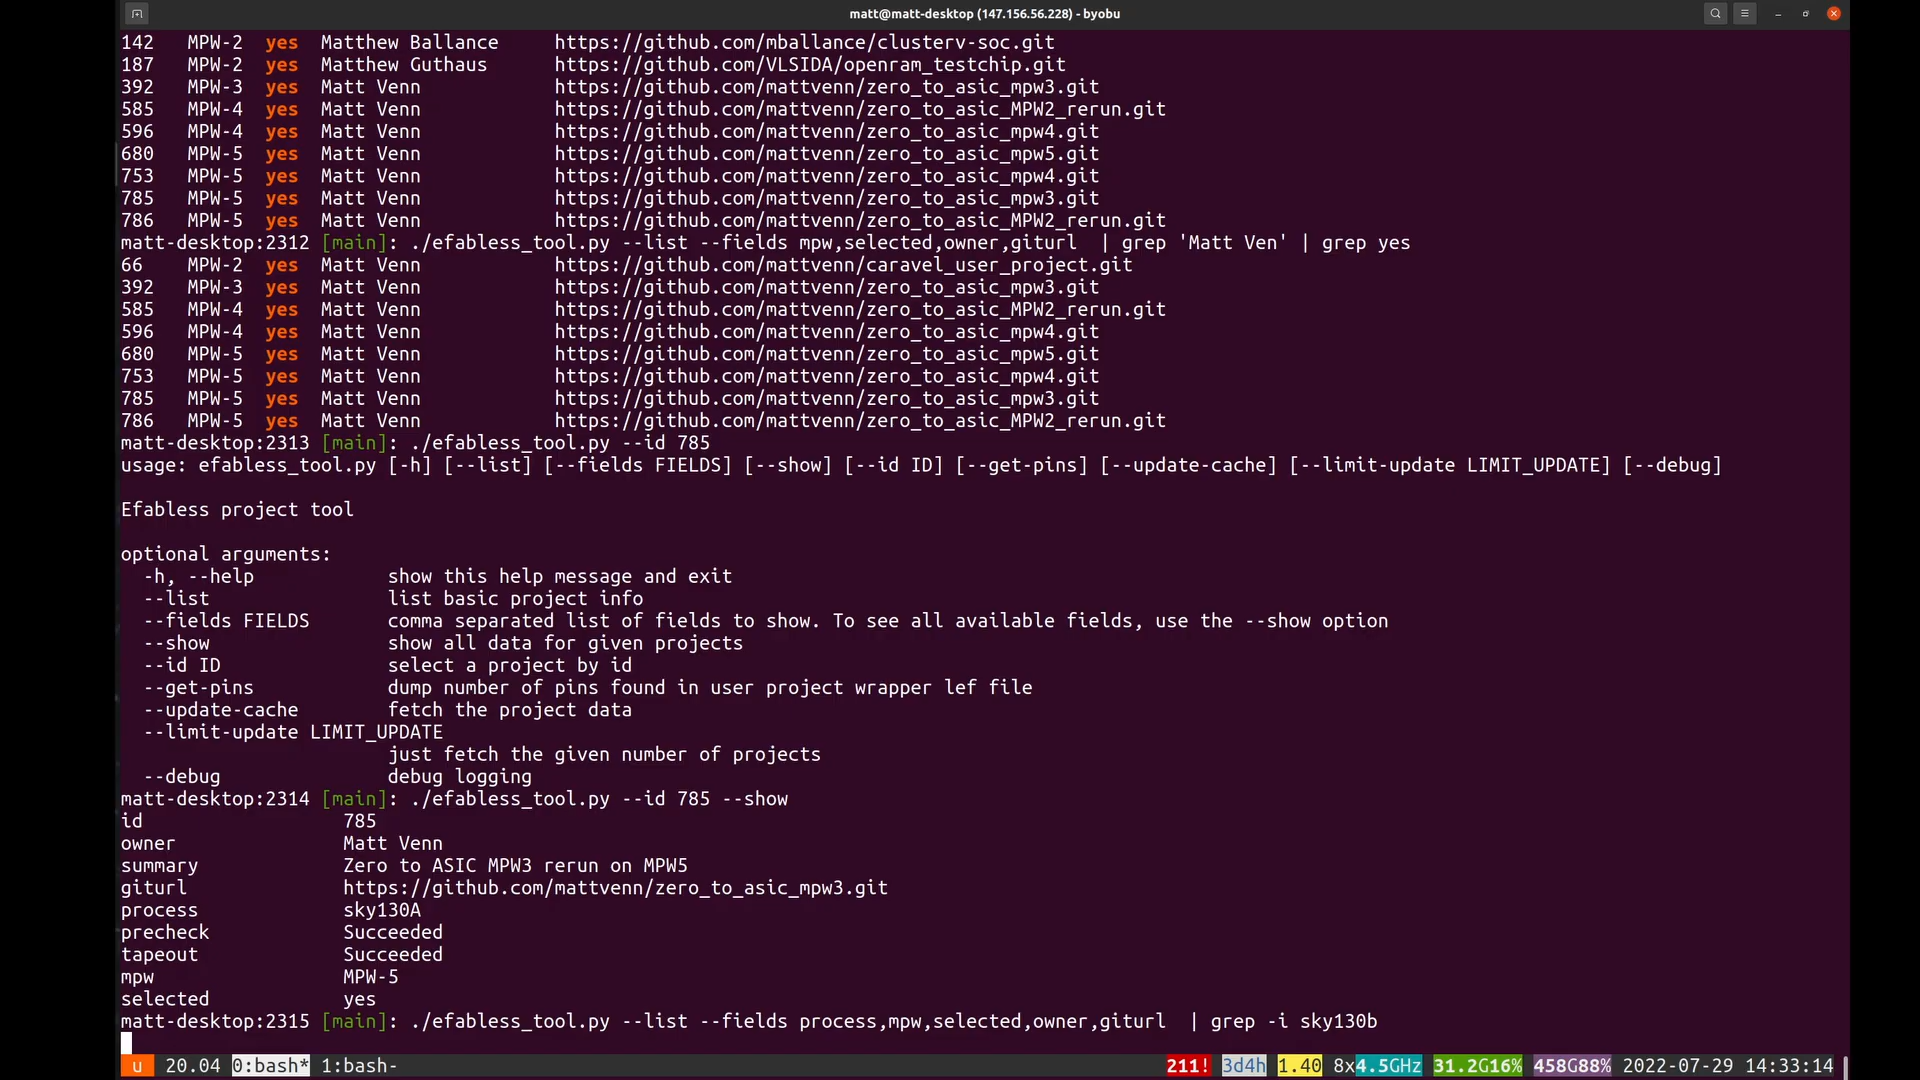 matt@matt-desktop (147.156.56.228) - byobu
142 MPW-2 yes Matthew Ballance https://github.com/mballance/clusterv-soc.git
187 MPW-2 yes Matthew Guthaus https://github.com/VLSIDA/openram_testchip.git
392 MPW-3 yes Matt Venn https://github.com/mattvenn/zero_to_asic_mpw3.git
585 MPW-4 yes Matt Venn https://github.com/mattvenn/zero_to_asic_MPW2_rerun.git
596 MPW-4 yes Matt Venn https://github.com/mattvenn/zero_to_asic_mpw4.git
680 MPW-5 yes Matt Venn https://github.com/mattvenn/zero_to_asic_mpw5.git
753 MPW-5 yes Matt Venn https://github.com/mattvenn/zero_to_asic_mpw4.git
785 MPW-5 yes Matt Venn https://github.com/mattvenn/zero_to_asic_mpw3.git
786 MPW-5 yes Matt Venn https://github.com/mattvenn/zero_to_asic_MPW2_rerun.git
matt-desktop:2312 [main]: ./efabless_tool.py --list --fields mpw,selected,owner,giturl | grep 'Matt Ven' | grep yes
66 MPW-2 yes Matt Venn https://github.com/mattvenn/caravel_user_project.git
392 MPW-3 yes Matt Venn https://github.com/mattvenn/zero_to_asic_mpw3.git
585 MPW-4 yes Matt Venn https://github.com/mattvenn/zero_to_asic_MPW2_rerun.git
596 MPW-4 yes Matt Venn https://github.com/mattvenn/zero_to_asic_mpw4.git
680 MPW-5 yes Matt Venn https://github.com/mattvenn/zero_to_asic_mpw5.git
753 MPW-5 yes Matt Venn https://github.com/mattvenn/zero_to_asic_mpw4.git
785 MPW-5 yes Matt Venn https://github.com/mattvenn/zero_to_asic_mpw3.git
786 MPW-5 yes Matt Venn https://github.com/mattvenn/zero_to_asic_MPW2_rerun.git
matt-desktop:2313 [main]: ./efabless_tool.py --id 785
usage: efabless_tool.py [-h] [--list] [--fields FIELDS] [--show] [--id ID] [--get-pins] [--update-cache] [--limit-update LIMIT_UPDATE] [--debug]
Efabless project tool
optional arguments:
-h, --help show this help message and exit
--list list basic project info
--fields FIELDS comma separated list of fields to show. To see all available fields, use the --show option
--show show all data for given projects
--id ID select a project by id
--get-pins dump number of pins found in user project wrapper lef file
--update-cache fetch the project data
--limit-update LIMIT_UPDATE
just fetch the given number of projects
--debug debug logging
matt-desktop:2314 [main]: ./efabless_tool.py --id 785 --show
id 785
owner Matt Venn
summary Zero to ASIC MPW3 rerun on MPW5
giturl https://github.com/mattvenn/zero_to_asic_mpw3.git
process sky130A
precheck Succeeded
tapeout Succeeded
mpw MPW-5
selected yes
matt-desktop:2315 [main]: ./efabless_tool.py --list --fields process,mpw,selected,owner,giturl | grep -i sky130b
u 20.04 0:bash* 1:bash- 211! 3d4h 1.40 8x4.5GHz 31.2G16% 458G88% 2022-07-29 14:33:14